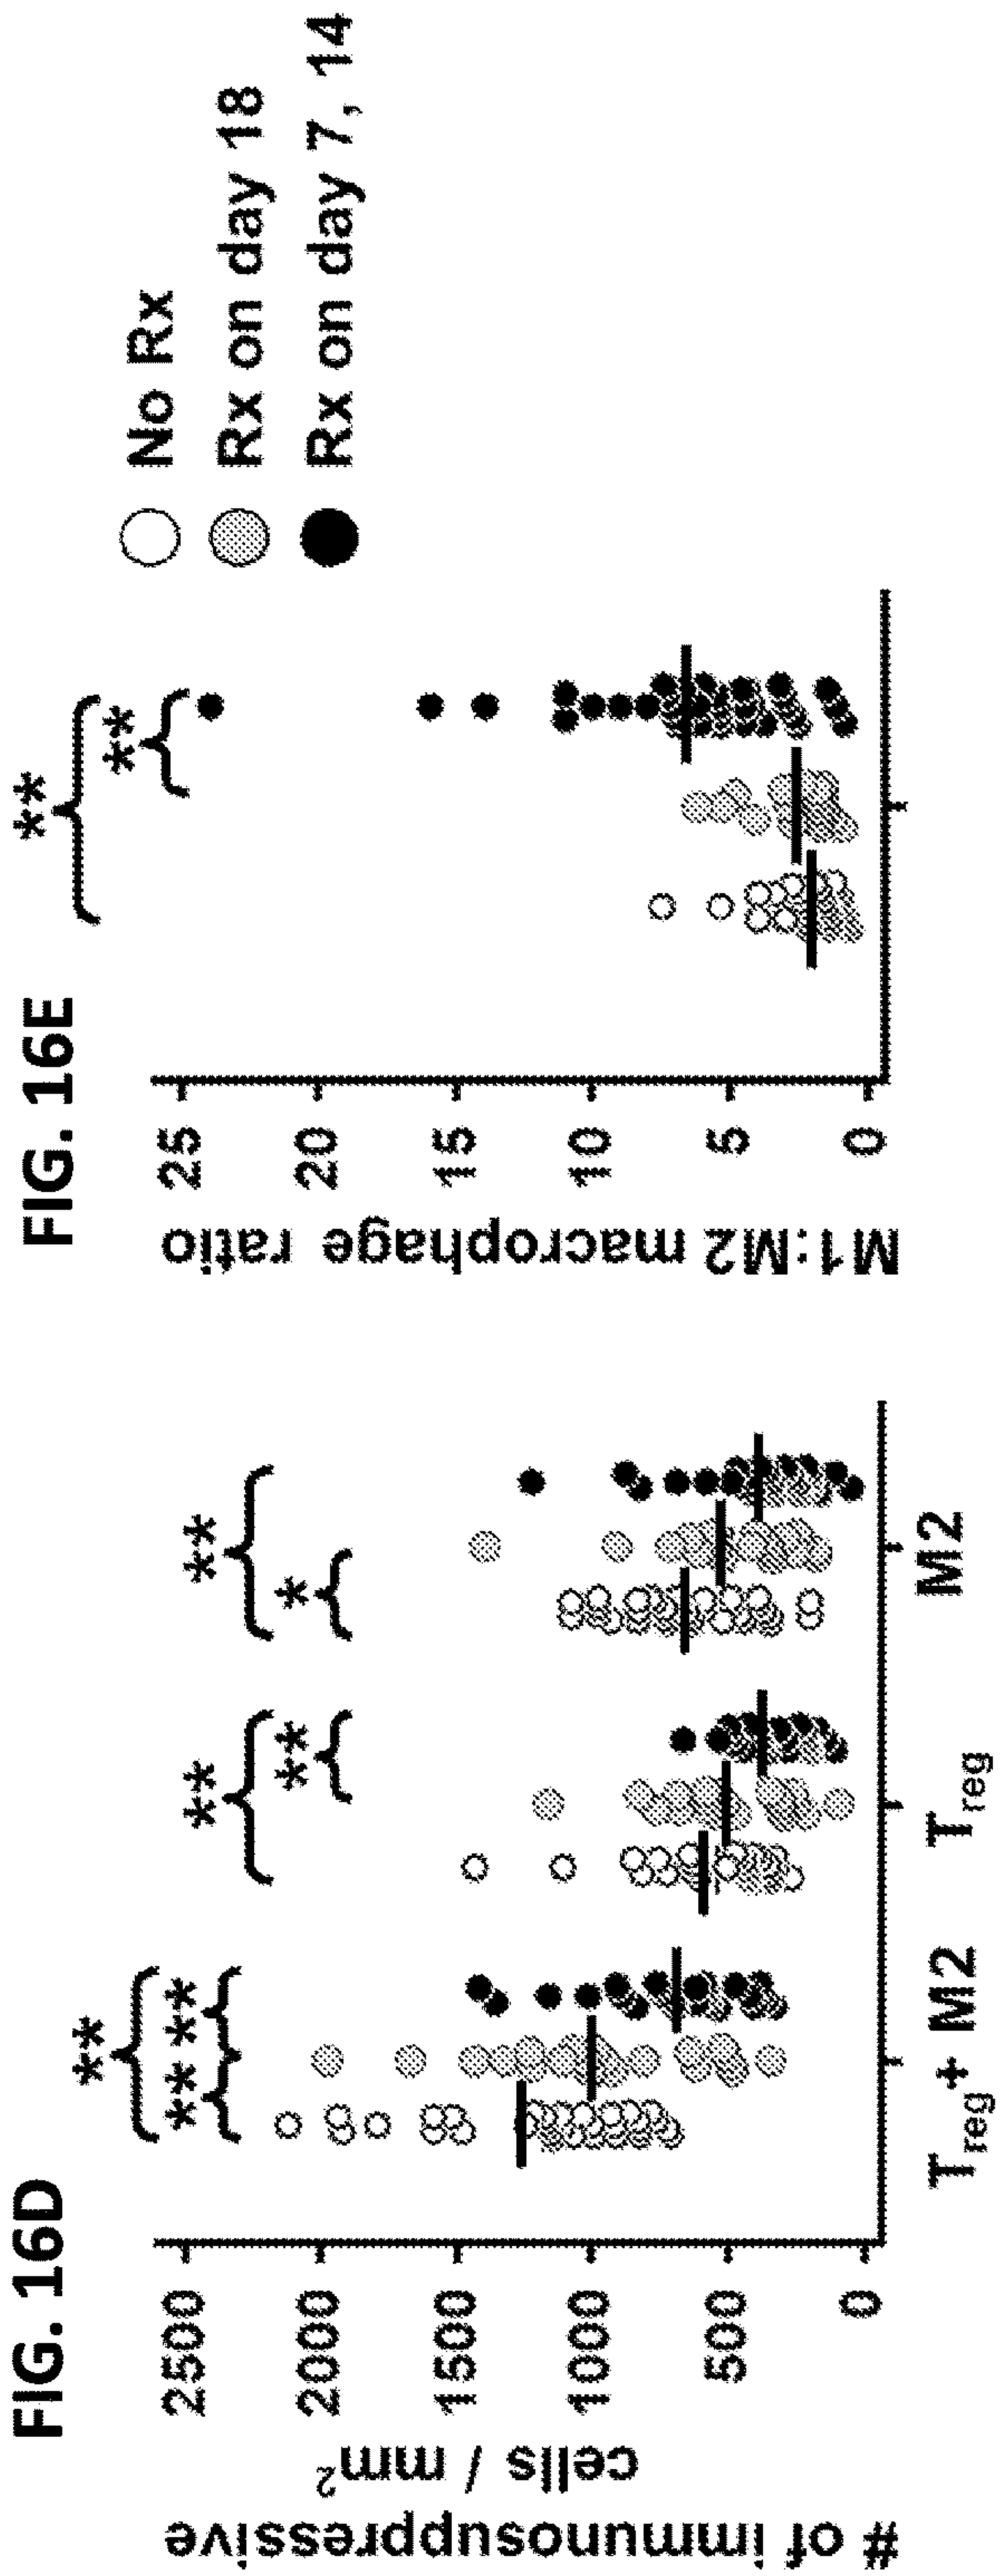 FIG. 16D
# of immunosuppressive
cells / mm²
2500
2000
1500
1000
500
0
**
** **
**
**
**
*
Treg + M2
Treg
M2
FIG. 16E
M1:M2 macrophage ratio
25
20
15
10
5
0
**
**
No Rx
Rx on day 18
Rx on day 7, 14